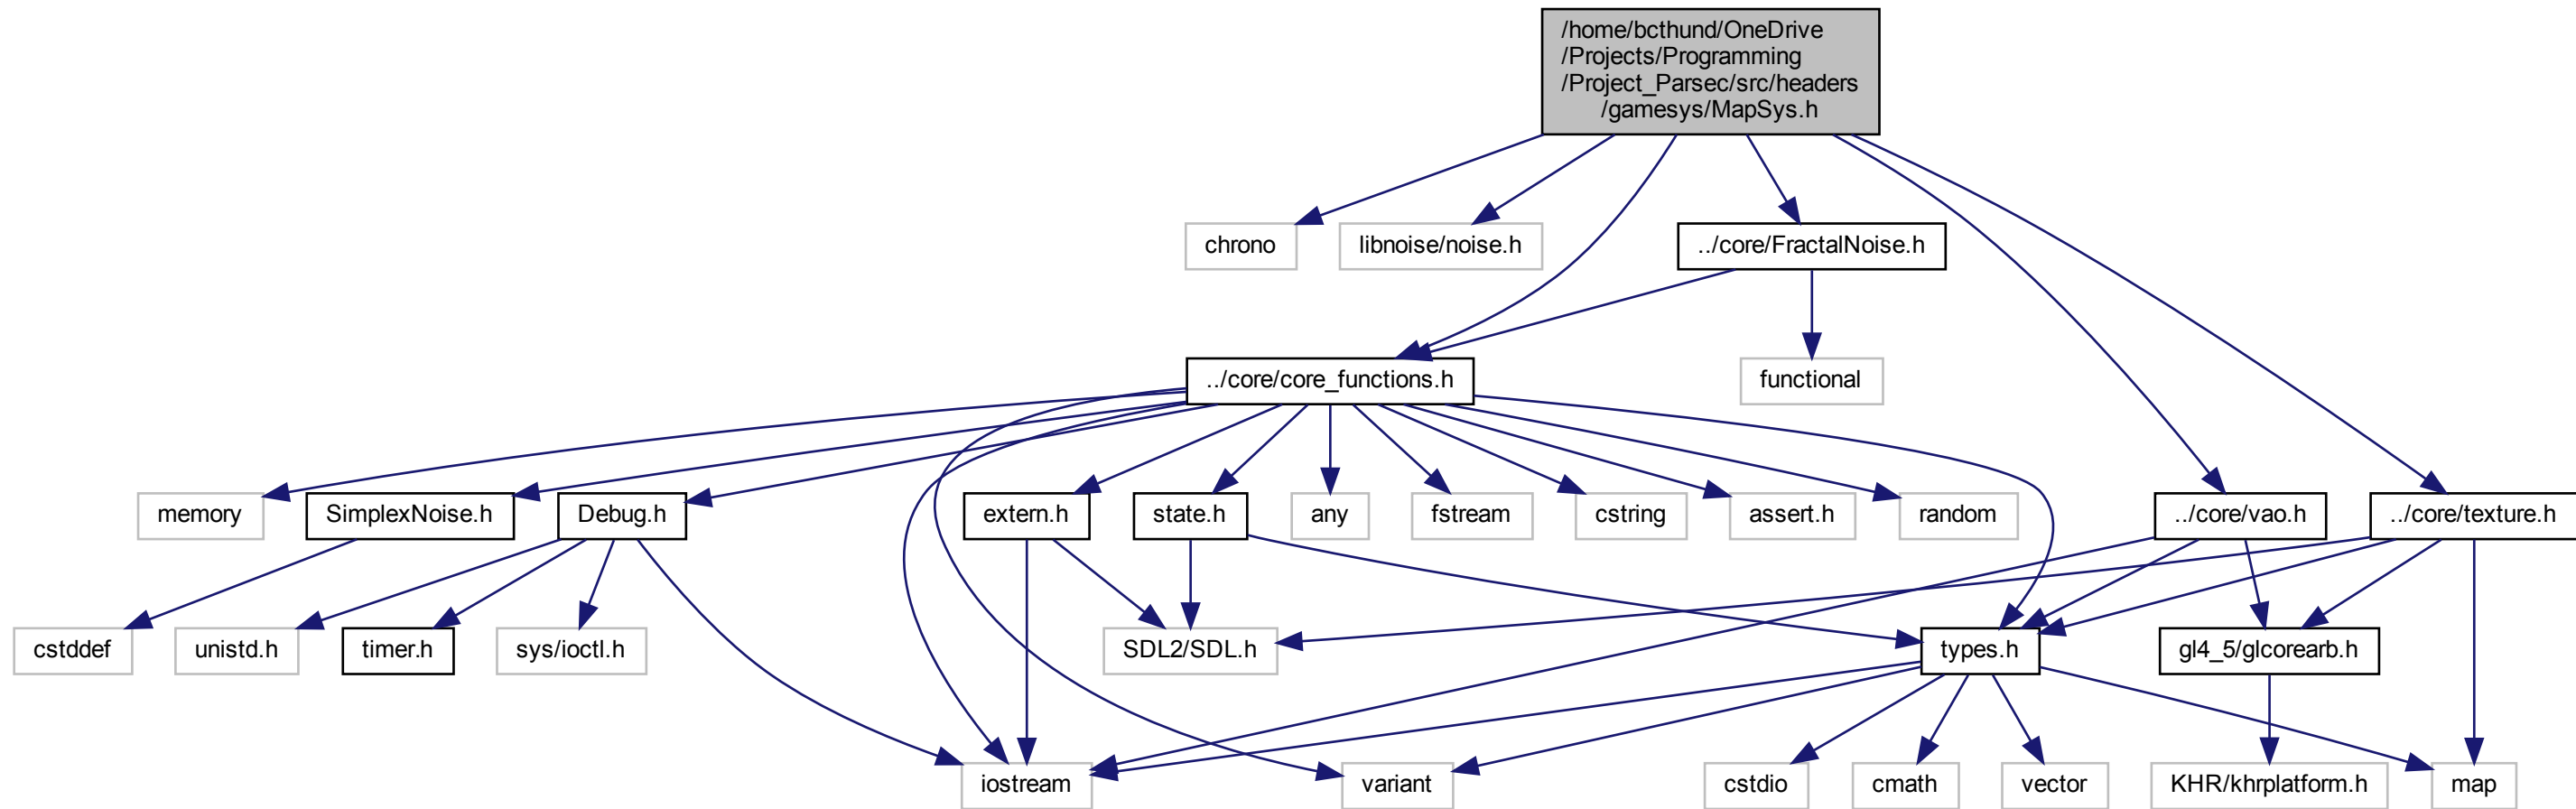 /home/bcthund/OneDrive
/Projects/Programming
/Project_Parsec/src/headers
/gamesys/MapSys.h
chrono
libnoise/noise.h
../core/FractalNoise.h
../core/core_functions.h
functional
memory
SimplexNoise.h
Debug.h
extern.h
state.h
any
fstream
cstring
assert.h
random
../core/vao.h
../core/texture.h
cstddef
unistd.h
timer.h
sys/ioctl.h
SDL2/SDL.h
types.h
gl4_5/glcorearb.h
iostream
variant
cstdio
cmath
vector
KHR/khrplatform.h
map